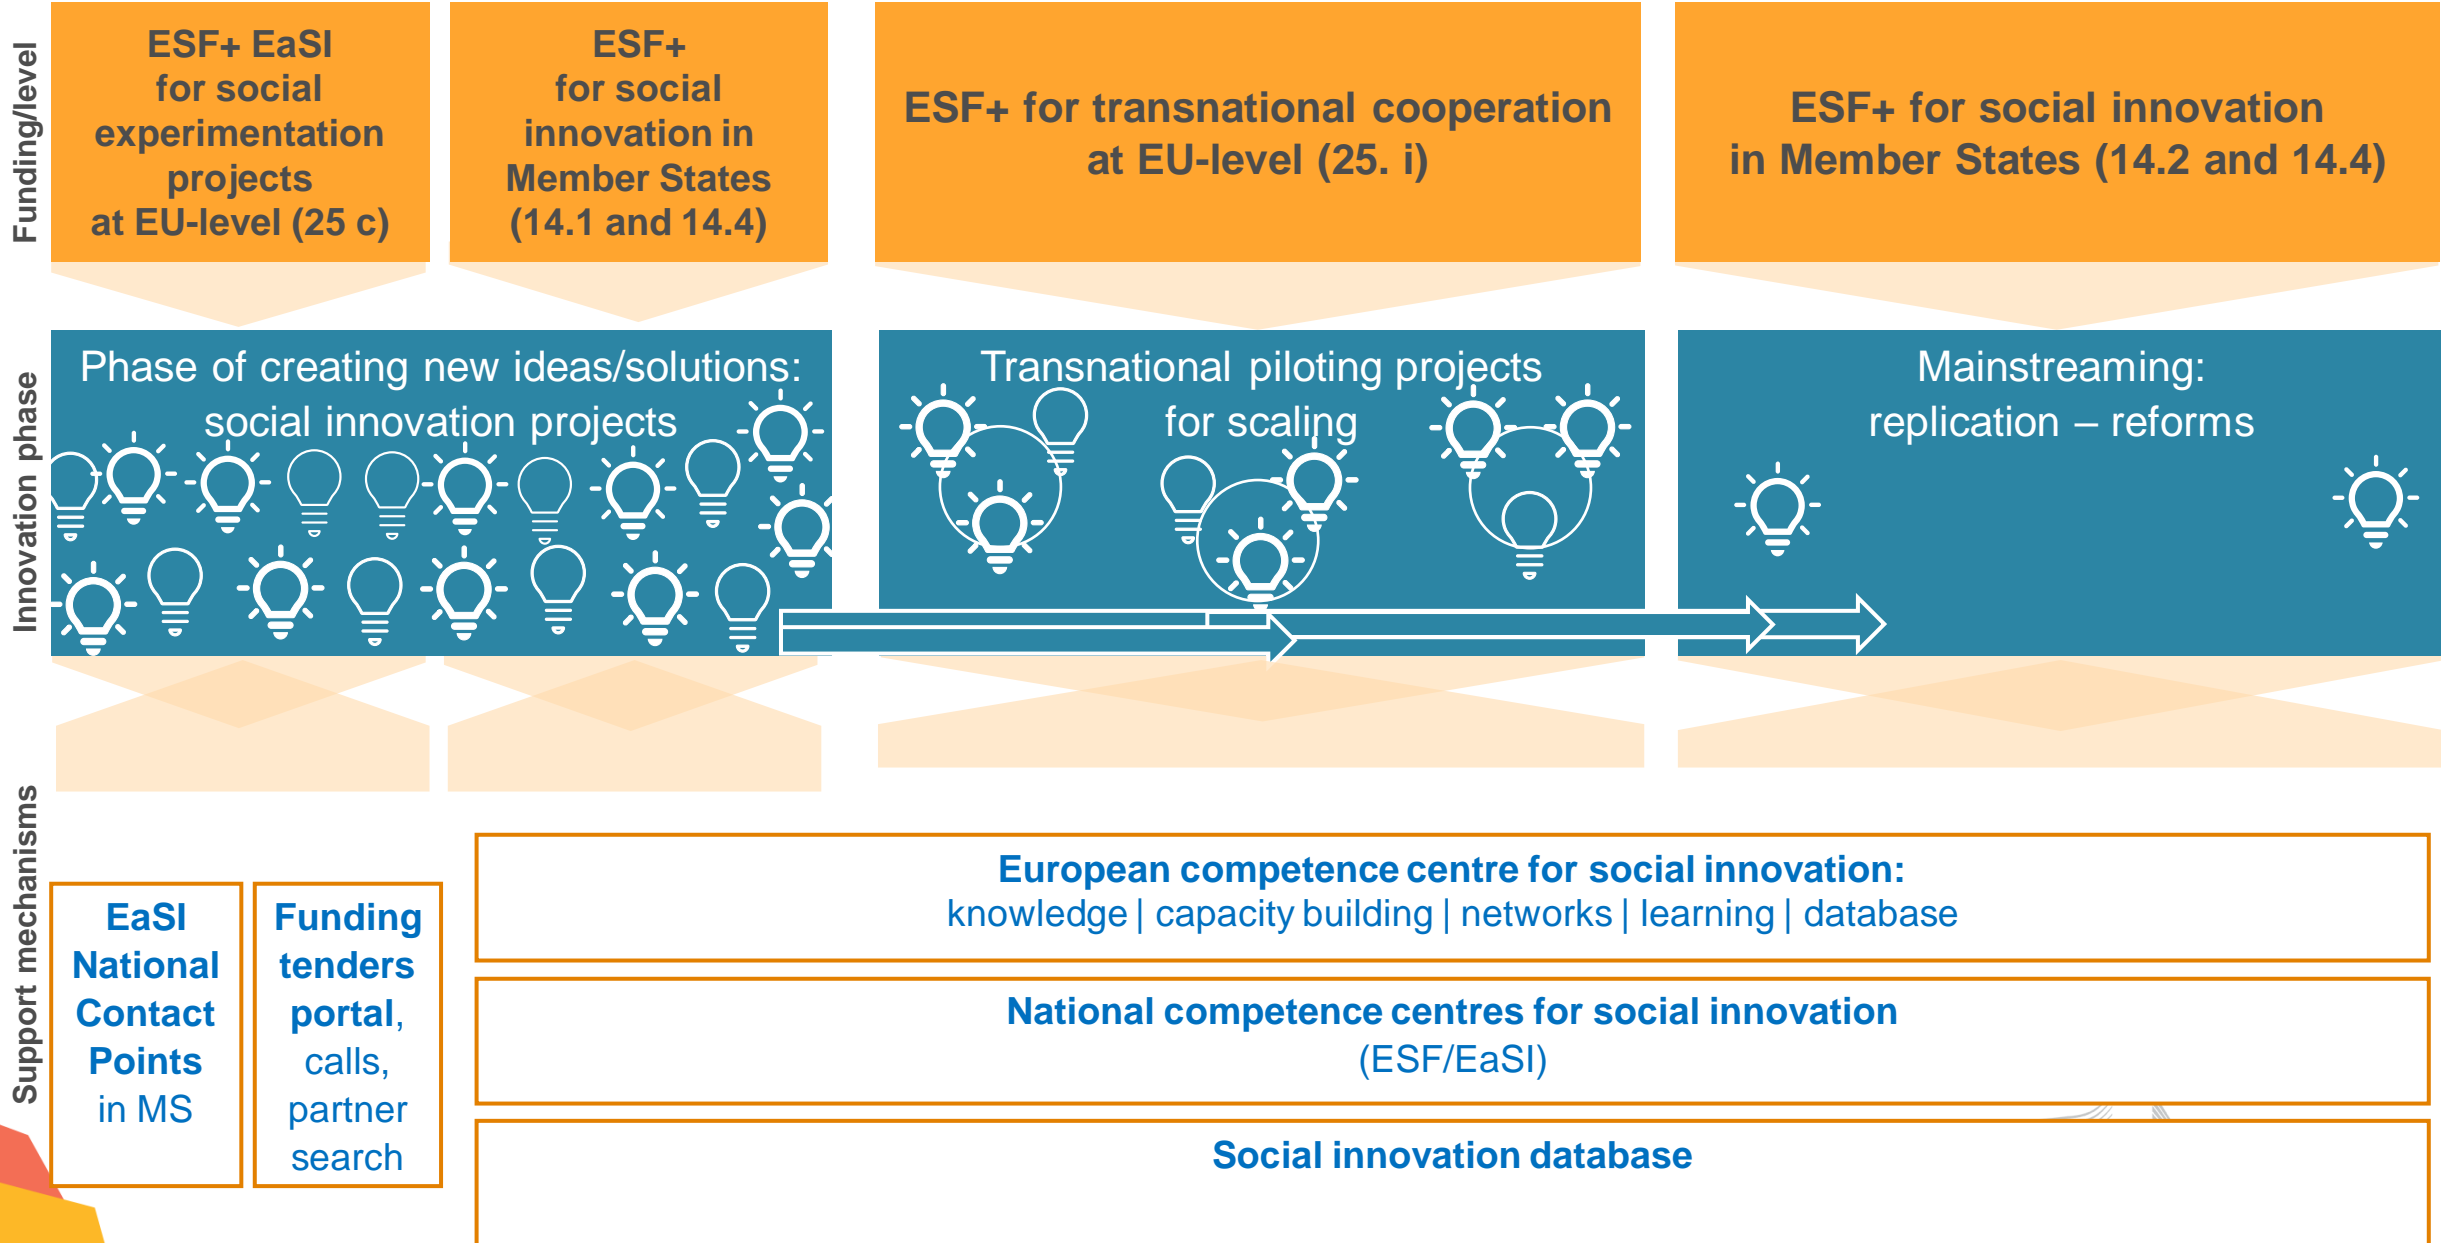 Funding/level
ESF+ EaSI
for social
experimentation
projects
at EU-level (25 c)
ESF+
for social
innovation in
Member States
(14.1 and 14.4)
ESF+ for transnational cooperation
at EU-level (25. i)
ESF+ for social innovation
in Member States (14.2 and 14.4)
Innovation phase
Phase of creating new ideas/solutions:
social innovation projects
Transnational piloting projects
for scaling
Mainstreaming:
replication – reforms
Support mechanisms
EaSI
National
Contact
Points
in MS
Funding
tenders
portal,
calls,
partner
search
European competence centre for social innovation:
knowledge | capacity building | networks | learning | database
National competence centres for social innovation
(ESF/EaSI)
Social innovation database